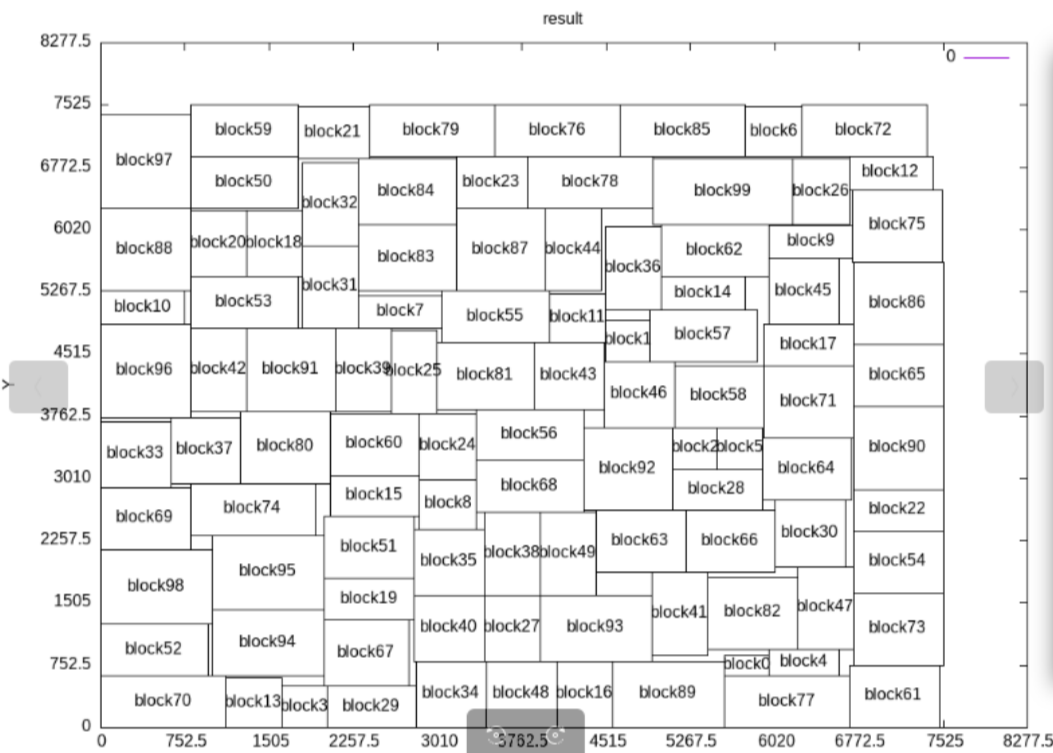 result
8277.5
0
7525
block59 block21 block79 block76 block85 block6 block72
block97
6772.5
block12
block50 block23 block78
block84 block99 block26
block32
6020
block75
block20 block18 block88 block83 block87 block44 block62 block9
block36
5267.5
block31 block14 block45
block10 block53 block86
block7 block55 block11
block1 block57
block17
4515
block96 block42 block91 block39 block25 block81 block43 block65
Y
block46 block58 block71
3762.5
block33 block37 block80 block60 block24 block56
block2 block5 block90
block92 block64
3010
block15 block68 block28
block69 block74 block8 block22
block30
2257.5
block51 block35 block38 block49 block63 block66 block54
block98 block95
1505
block19
block40 block27 block93 block41 block82 block47 block73
block52 block94 block67
752.5
block0 block4
block70 block13 block3 block29 block34 block48 block16 block89 block77 block61
0
0 752.5 1505 2257.5 3010 3762.5 4515 5267.5 6020 6772.5 7525 8277.5